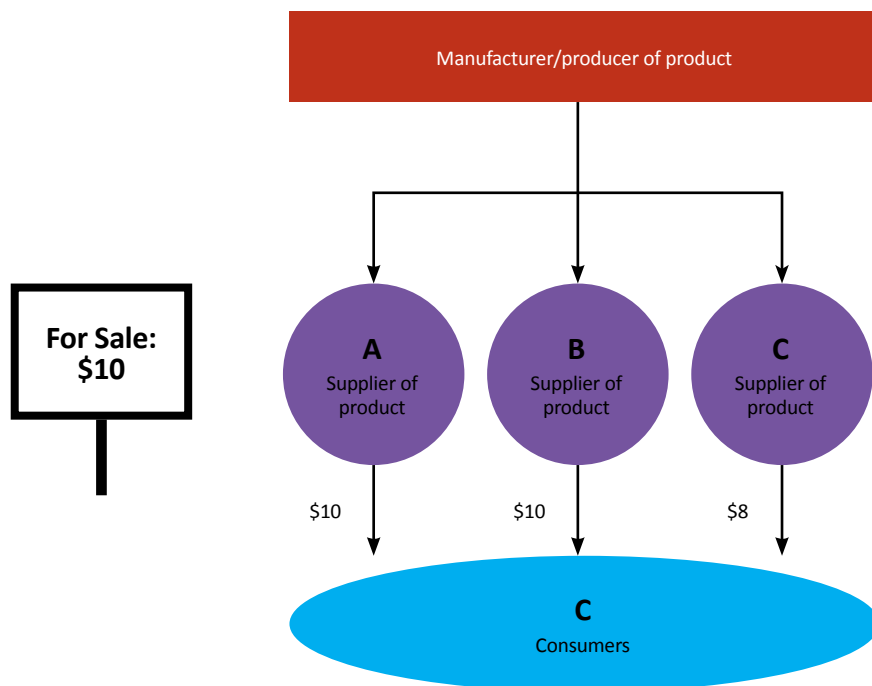 Manufacturer/producer of product
For Sale:
$10
A
Supplier of
product
B
Supplier of
product
C
Supplier of
product
$10
$10
$8
C
Consumers